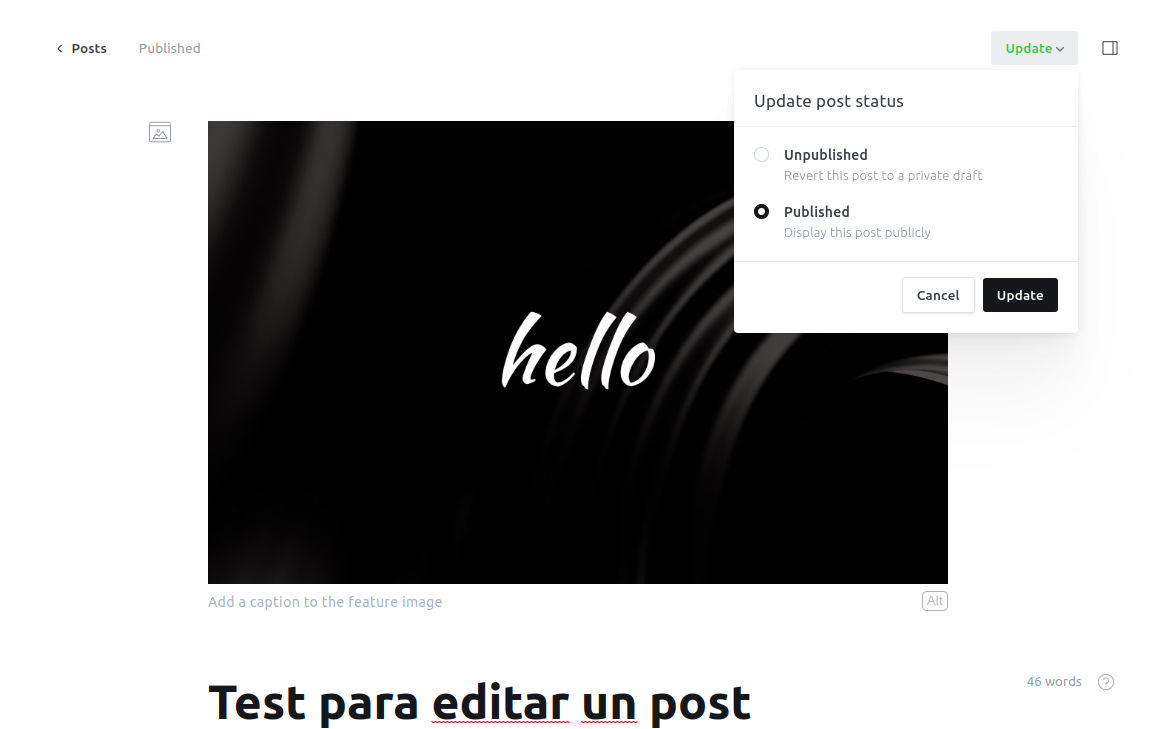 Posts
Published
Update
Update post status
Unpublished
Revert this post to a private draft
Published
Display this post publicly
Cancel
Update
hello
Add a caption to the feature image
Alt
46 words
?
Test para editar un post